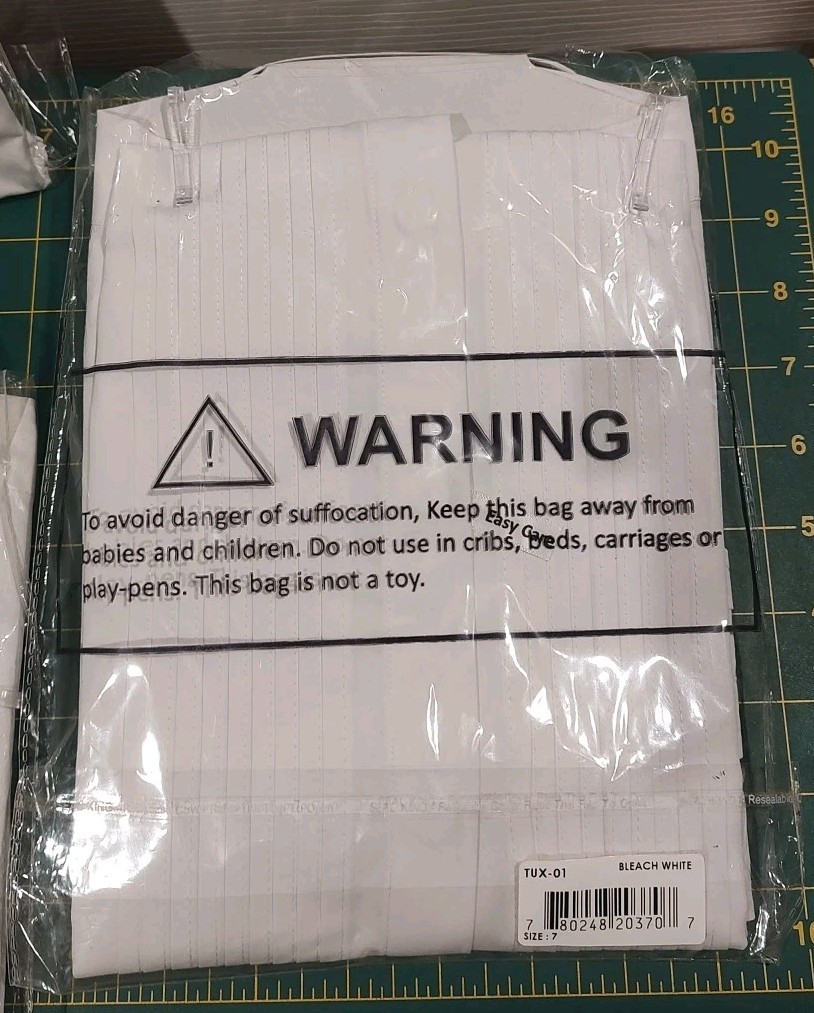 7
16
10
9
8
7
6
5
!
WARNING
To avoid danger of suffocation, Keep this bag away from
babies and children. Do not use in cribs, beds, carriages or
play-pens. This bag is not a toy.
Easy Care
Resealable
TUX-01 BLEACH WHITE
7 80248 20370 7
SIZE : 7